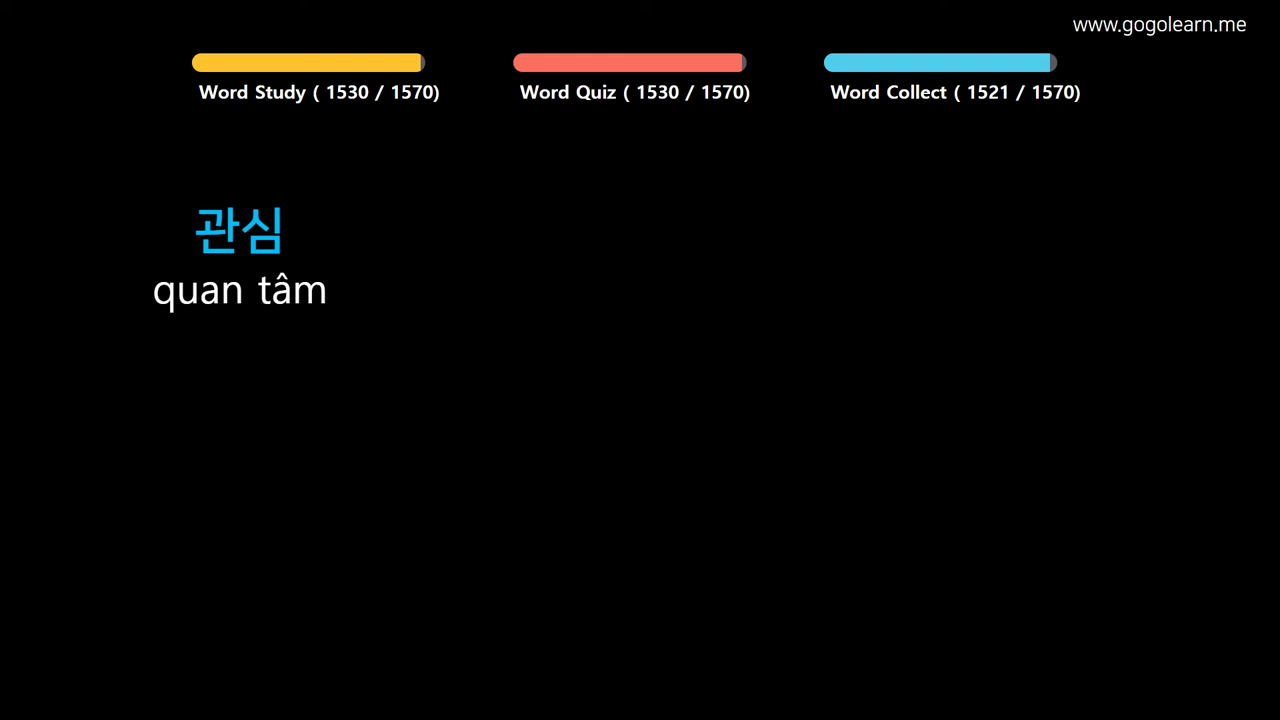 www.gogolearn.me
Word Study ( 1530 / 1570)
Word Quiz ( 1530 / 1570)
Word Collect ( 1521 / 1570)
관심
quan tâm